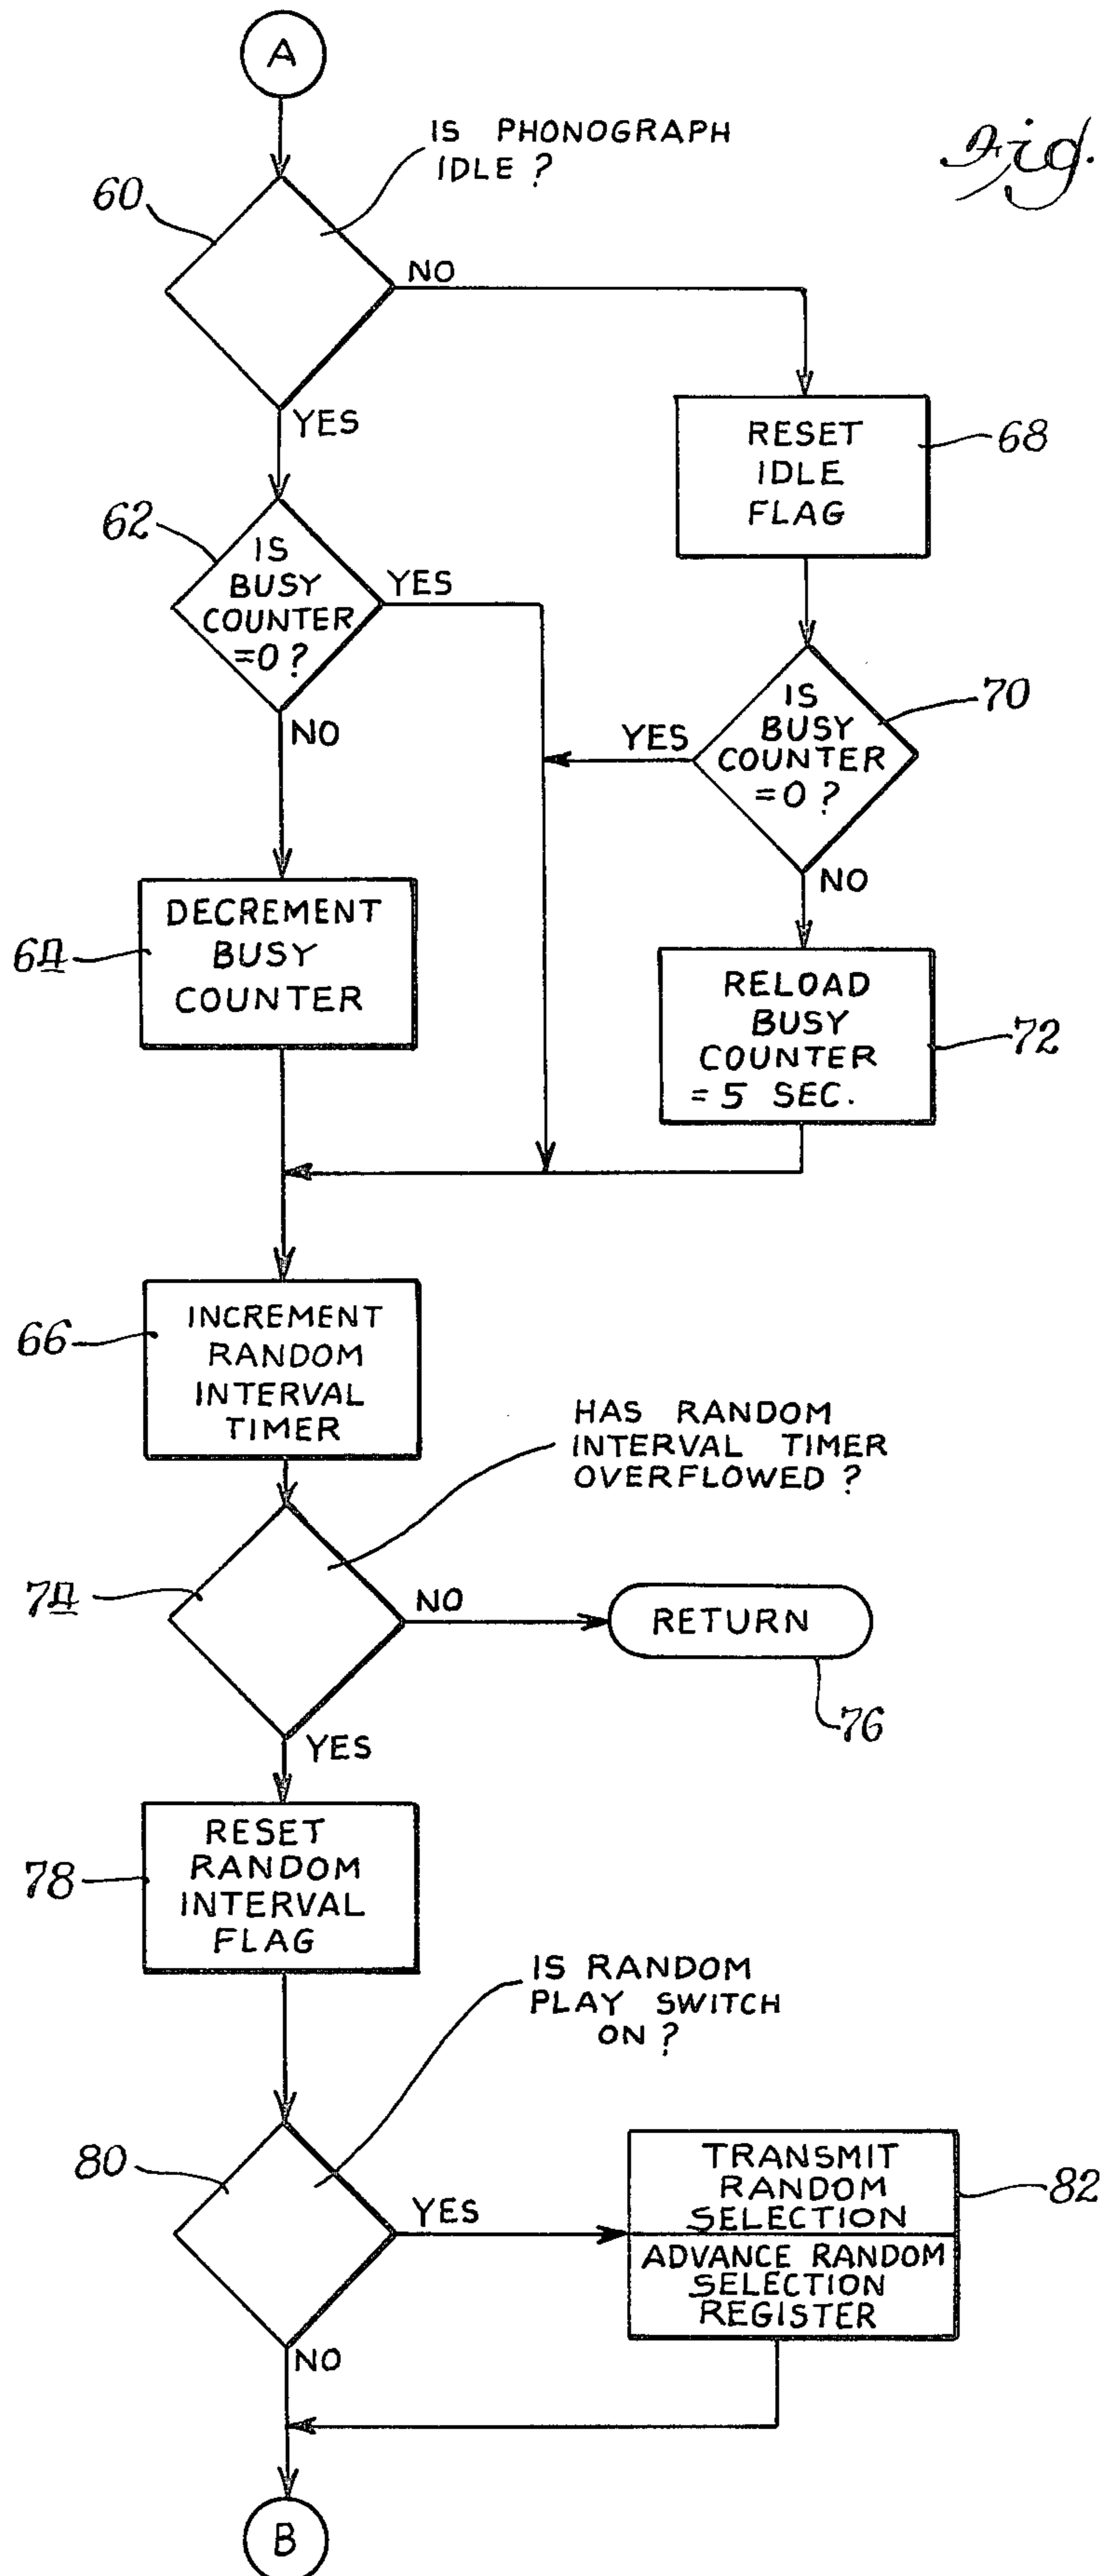 A
IS PHONOGRAPH
IDLE ?
Fig.
60
NO
YES
RESET
IDLE
FLAG
68
62
IS
BUSY
COUNTER
=0 ?
YES
NO
IS
BUSY
COUNTER
=0 ?
70
YES
NO
DECREMENT
BUSY
COUNTER
64
RELOAD
BUSY
COUNTER
= 5 SEC.
72
INCREMENT
RANDOM
INTERVAL
TIMER
66
HAS RANDOM
INTERVAL TIMER
OVERFLOWED ?
74
NO
RETURN
76
YES
RESET
RANDOM
INTERVAL
FLAG
78
IS RANDOM
PLAY SWITCH
ON ?
80
YES
TRANSMIT
RANDOM
SELECTION
ADVANCE RANDOM
SELECTION
REGISTER
82
NO
B